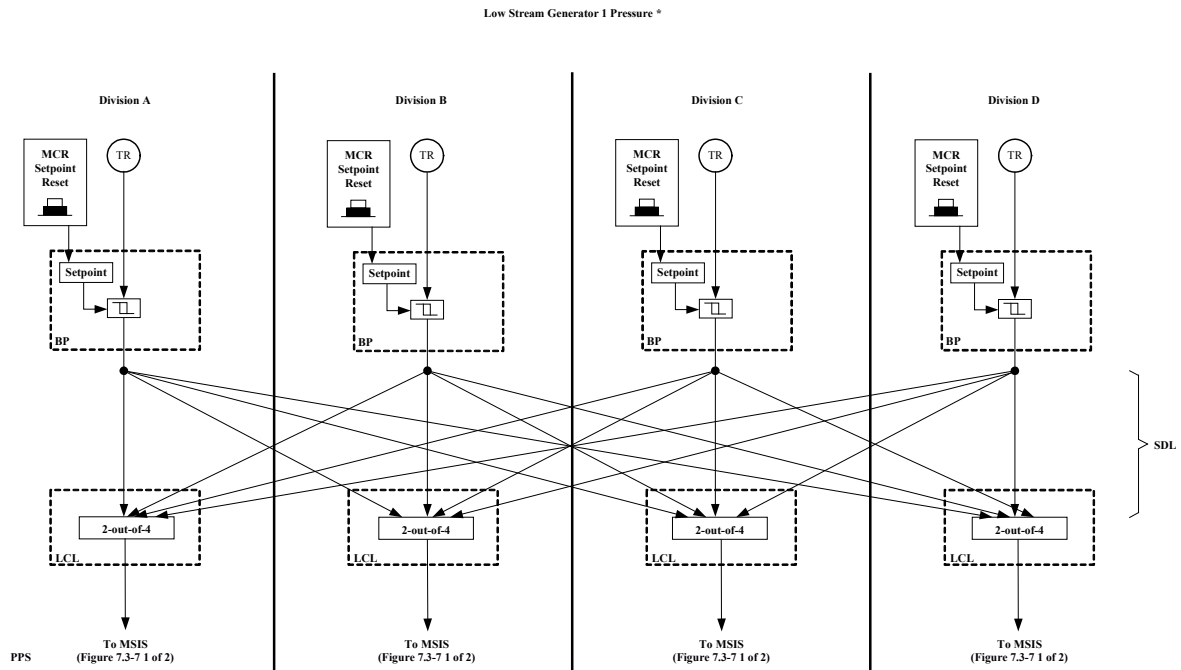 Low Stream Generator 1 Pressure *
Division A
Division B
Division C
Division D
MCR
Setpoint
Reset
TR
MCR
Setpoint
Reset
TR
MCR
Setpoint
Reset
TR
MCR
Setpoint
Reset
TR
Setpoint
BP
Setpoint
BP
Setpoint
BP
Setpoint
BP
SDL
2-out-of-4
LCL
2-out-of-4
LCL
2-out-of-4
LCL
2-out-of-4
LCL
PPS
To MSIS
(Figure 7.3-7 1 of 2)
To MSIS
(Figure 7.3-7 1 of 2)
To MSIS
(Figure 7.3-7 1 of 2)
To MSIS
(Figure 7.3-7 1 of 2)